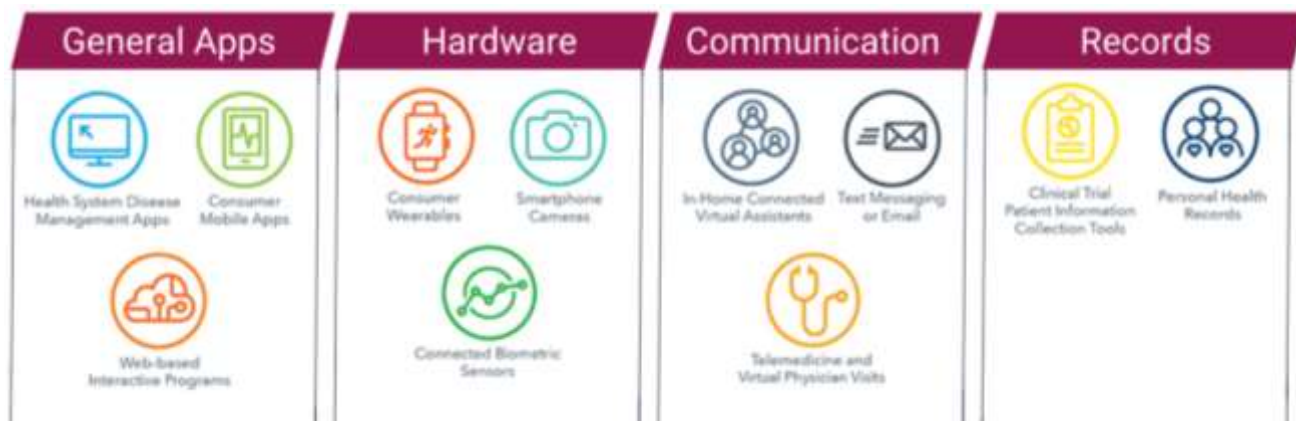 General Apps
Health System Disease
Management Apps
Consumer
Mobile Apps
Web-based
Interactive Programs
Hardware
Consumer
Wearables
Smartphone
Cameras
Connected Biometric
Sensors
Communication
In-Home Connected
Virtual Assistants
Text Messaging
or Email
Telemedicine and
Virtual Physician Visits
Records
Clinical Trial
Patient Information
Collection Tools
Personal Health
Records